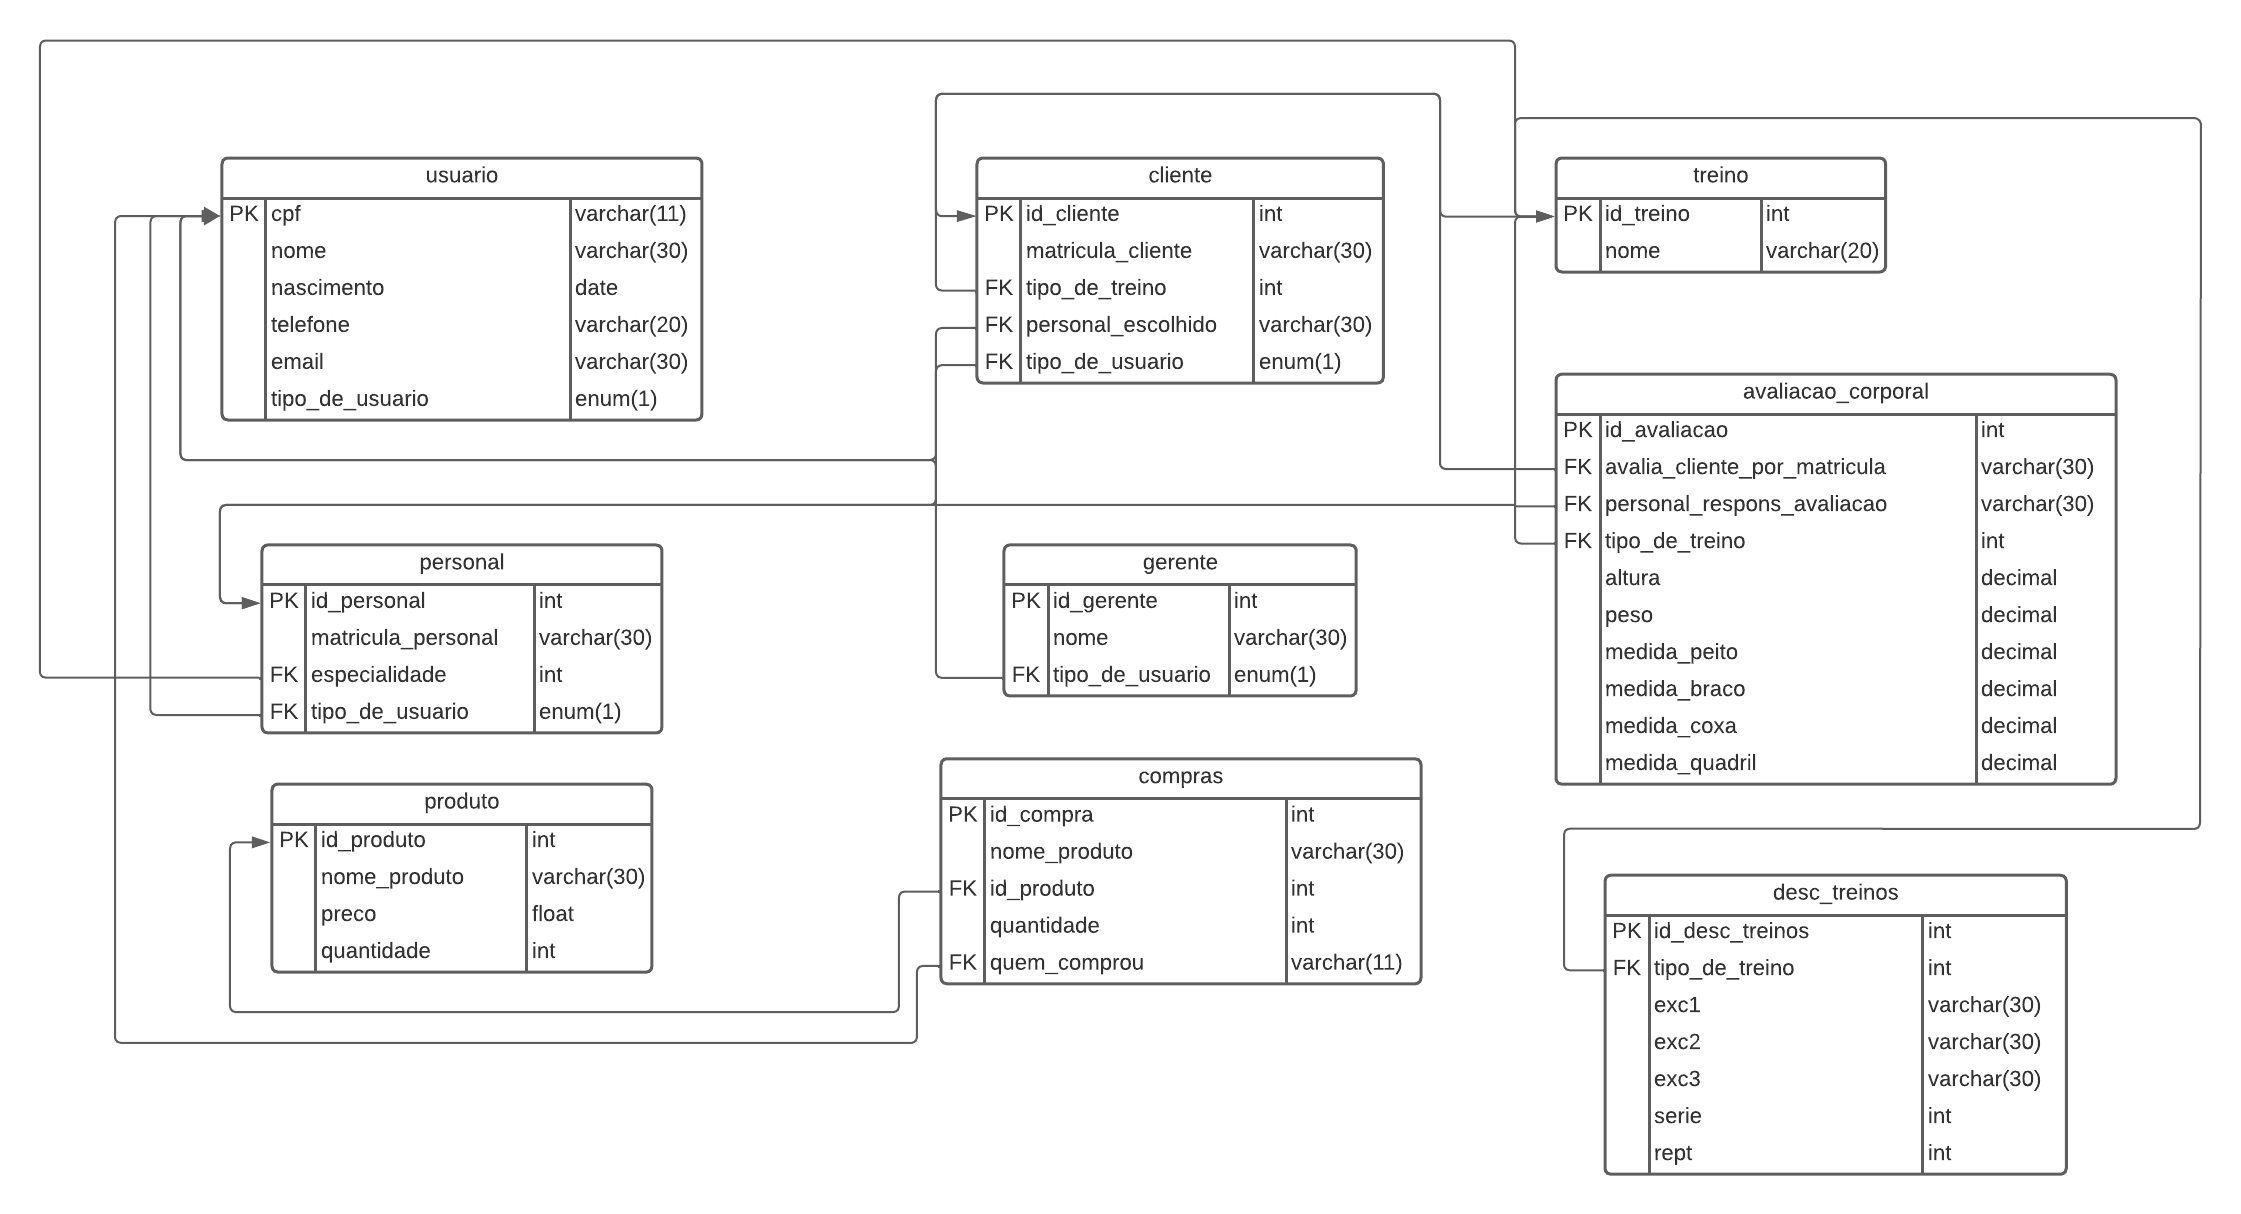 usuario
PK cpf varchar(11)
nome varchar(30)
nascimento date
telefone varchar(20)
email varchar(30)
tipo_de_usuario enum(1)
cliente
PK id_cliente int
matricula_cliente varchar(30)
FK tipo_de_treino int
FK personal_escolhido varchar(30)
FK tipo_de_usuario enum(1)
treino
PK id_treino int
nome varchar(20)
avaliacao_corporal
PK id_avaliacao int
FK avalia_cliente_por_matricula varchar(30)
FK personal_respons_avaliacao varchar(30)
FK tipo_de_treino int
altura decimal
peso decimal
medida_peito decimal
medida_braco decimal
medida_coxa decimal
medida_quadril decimal
personal
PK id_personal int
matricula_personal varchar(30)
FK especialidade int
FK tipo_de_usuario enum(1)
gerente
PK id_gerente int
nome varchar(30)
FK tipo_de_usuario enum(1)
produto
PK id_produto int
nome_produto varchar(30)
preco float
quantidade int
compras
PK id_compra int
nome_produto varchar(30)
FK id_produto int
quantidade int
FK quem_comprou varchar(11)
desc_treinos
PK id_desc_treinos int
FK tipo_de_treino int
exc1 varchar(30)
exc2 varchar(30)
exc3 varchar(30)
serie int
rept int